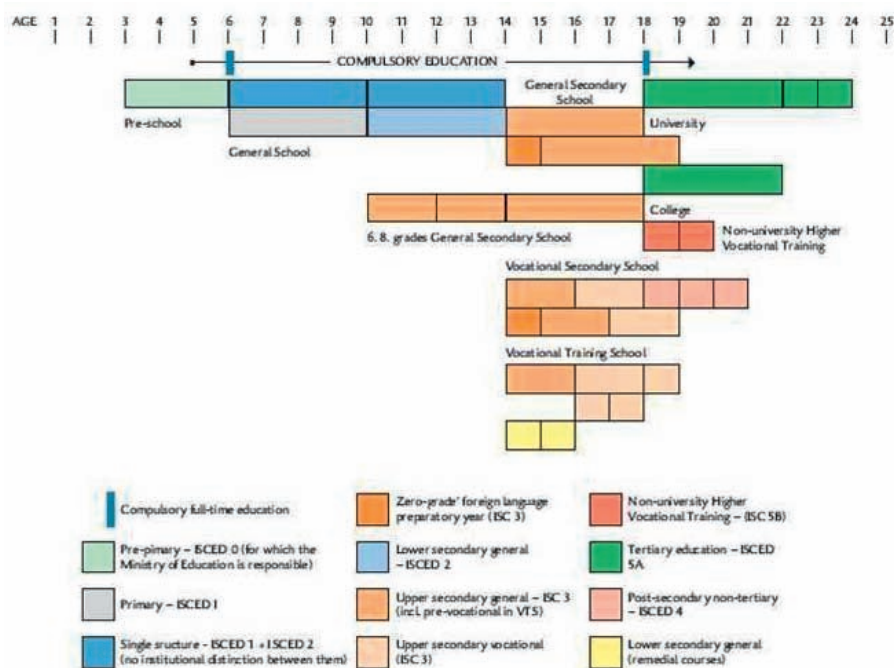 AGE 1 2 3 4 5 6 7 8 9 10 11 12 13 14 15 16 17 18 19 20 21 22 23 24 25
COMPULSORY EDUCATION
General Secondary
School
Pre-school
University
General School
College
6. 8. grades General Secondary School
Non-university Higher
Vocational Training
Vocational Secondary School
Vocational Training School
Compulsory full-time education
Pre-pimary – ISCED 0 (for which the
Ministry of Education is responsible)
Primary – ISCED 1
Single sructure - ISCED 1 + ISCED 2
(no institutional distinction between them)
Zero-grade' foreign language
preparatory year (ISC 3)
Lower secondary general
– ISCED 2
Upper secondary general – ISC 3
(incl. pre-vocational in VTS)
Upper secondary vocational
(ISC 3)
Non-university Higher
Vocational Training – (ISC 5B)
Tertiary education – ISCED
5A
Post-secondary non-tertiary
– ISCED 4
Lower secondary general
(remedial courses)